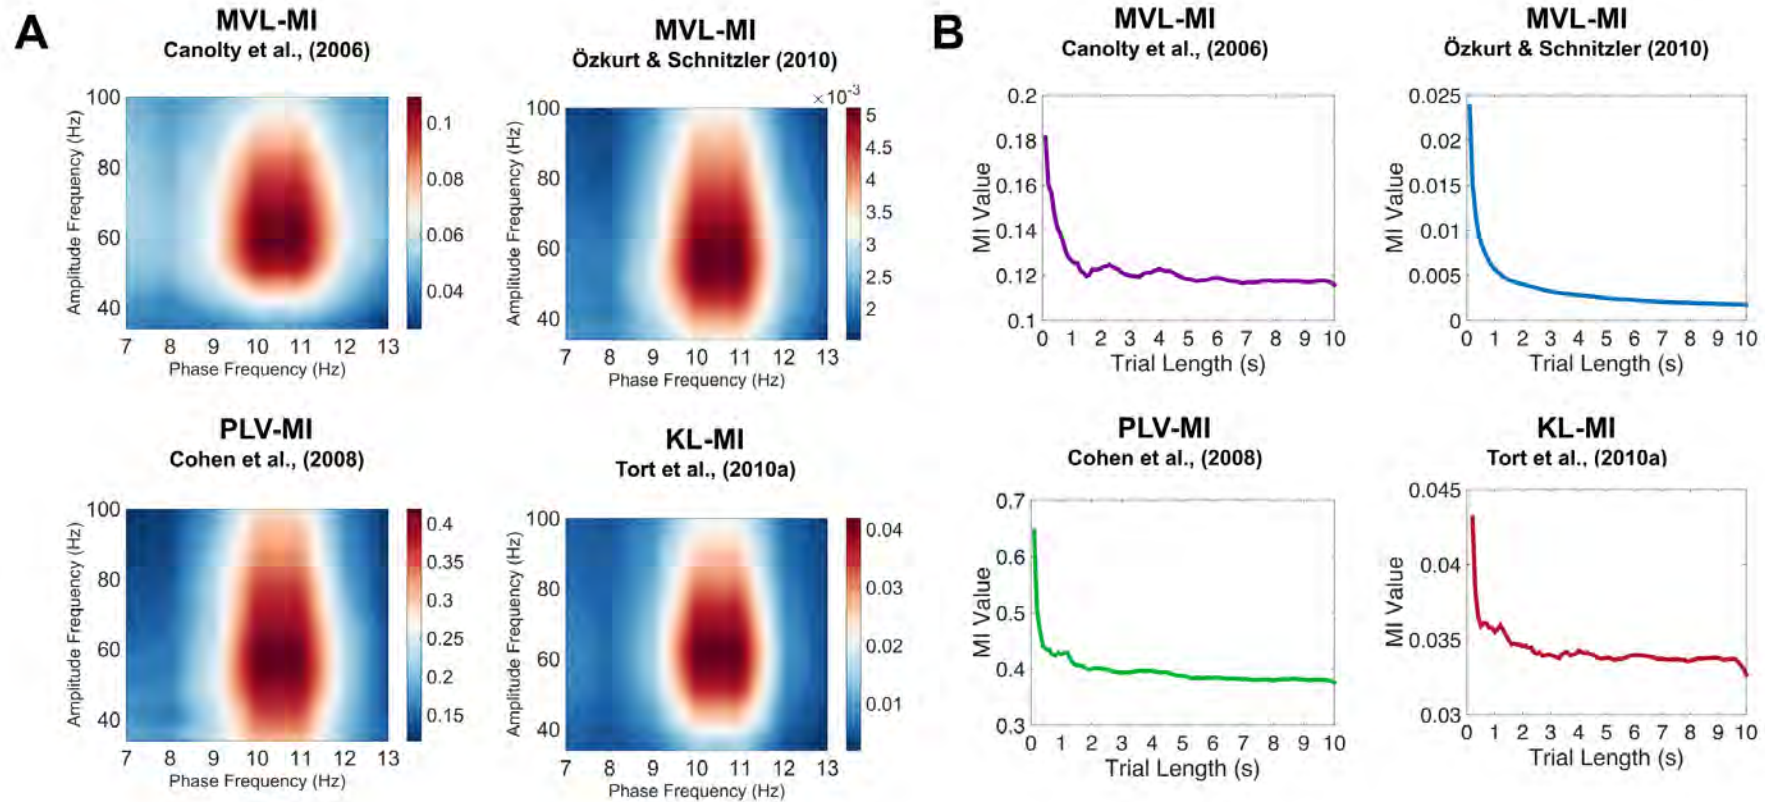 A
MVL-MI
Canolty et al., (2006)
Amplitude Frequency (Hz)
100
80
60
40
7 8 9 10 11 12 13
Phase Frequency (Hz)
0.1
0.08
0.06
0.04
MVL-MI
Özkurt & Schnitzler (2010)
×10-3
Amplitude Frequency (Hz)
100
80
60
40
7 8 9 10 11 12 13
Phase Frequency (Hz)
5
4.5
4
3.5
3
2.5
2
PLV-MI
Cohen et al., (2008)
Amplitude Frequency (Hz)
100
80
60
40
7 8 9 10 11 12 13
Phase Frequency (Hz)
0.4
0.35
0.3
0.25
0.2
0.15
KL-MI
Tort et al., (2010a)
Amplitude Frequency (Hz)
100
80
60
40
7 8 9 10 11 12 13
Phase Frequency (Hz)
0.04
0.03
0.02
0.01
B
MVL-MI
Canolty et al., (2006)
MI Value
0.2
0.18
0.16
0.14
0.12
0.1
0 1 2 3 4 5 6 7 8 9 10
Trial Length (s)
MVL-MI
Özkurt & Schnitzler (2010)
MI Value
0.025
0.02
0.015
0.01
0.005
0
0 1 2 3 4 5 6 7 8 9 10
Trial Length (s)
PLV-MI
Cohen et al., (2008)
MI Value
0.7
0.6
0.5
0.4
0.3
0 1 2 3 4 5 6 7 8 9 10
Trial Length (s)
KL-MI
Tort et al., (2010a)
MI Value
0.045
0.04
0.035
0.03
0 1 2 3 4 5 6 7 8 9 10
Trial Length (s)